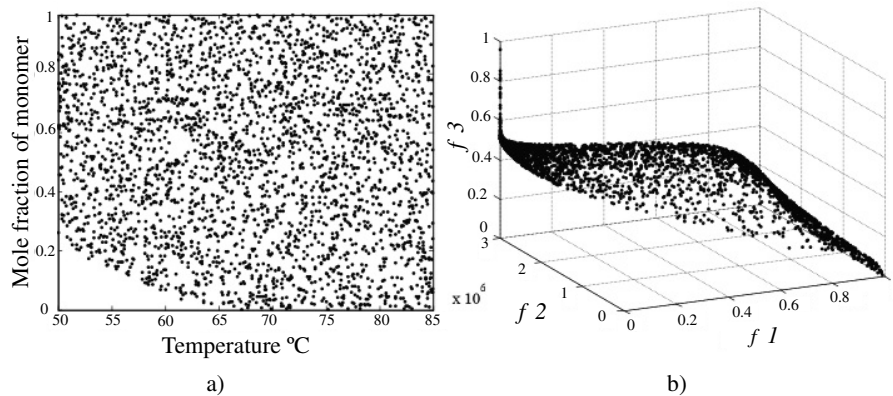 1
0.8
0.6
0.4
0.2
0
Mole fraction of monomer
50 55 60 65 70 75 80 85
Temperature ºC
a)
1
0.8
0.6
0.4
0.2
0
f 3
3
2
1
0
x 10⁶
f 2
0 0.2 0.4 0.6 0.8
f 1
b)